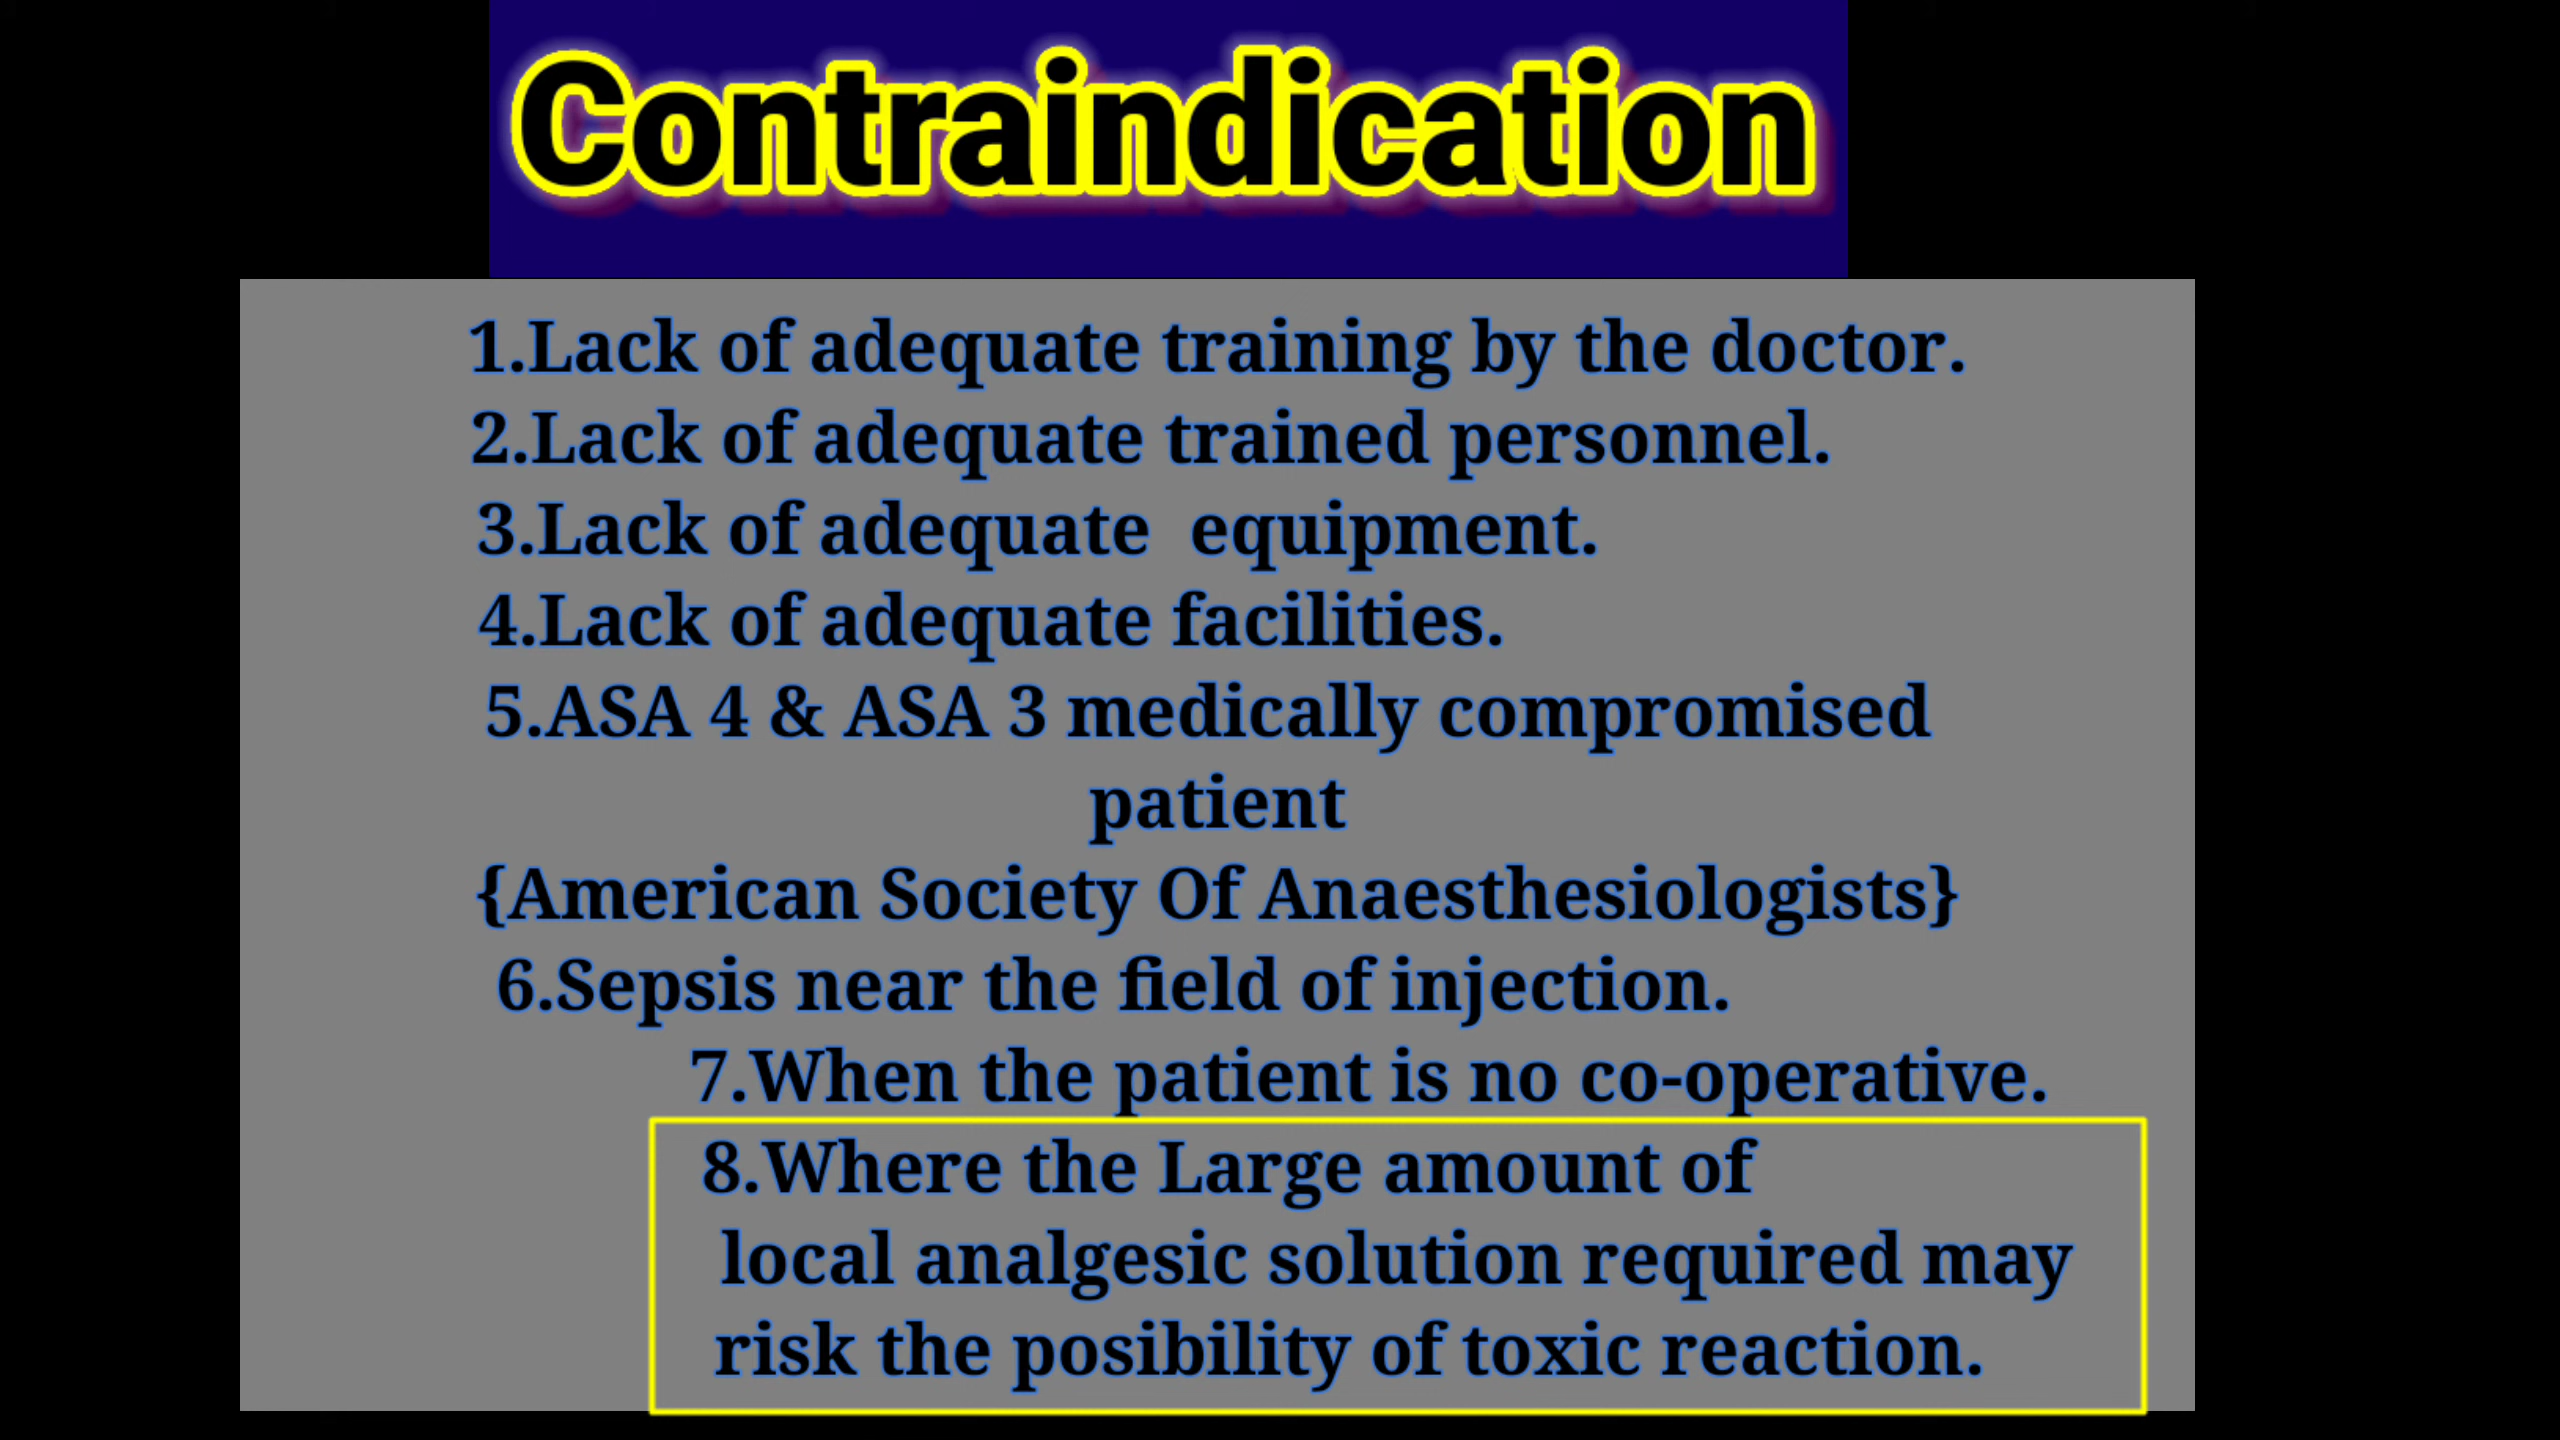 Contraindication
1.Lack of adequate training by the doctor.
2.Lack of adequate trained personnel.
3.Lack of adequate  equipment.
4.Lack of adequate facilities.
5.ASA 4 & ASA 3 medically compromised
patient
{American Society Of Anaesthesiologists}
6.Sepsis near the field of injection.
7.When the patient is no co-operative.
8.Where the Large amount of
local analgesic solution required may
risk the posibility of toxic reaction.